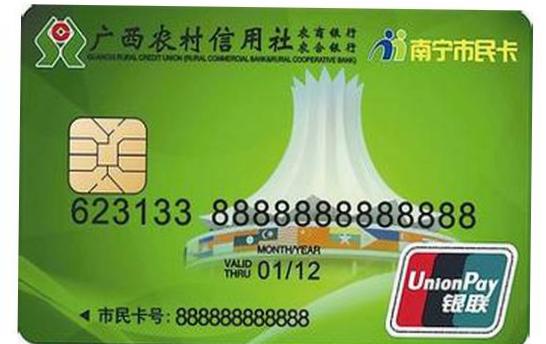 广西农村信用社 农商银行 农合银行
GUANGXI RURAL CREDIT UNION (RURAL COMMERCIAL BANK&RURAL COOPERATIVE BANK)
南宁市民卡
623133 8888888888888
MONTH/YEAR
VALID THRU 01/12
市民卡号:888888888888
UnionPay
银联